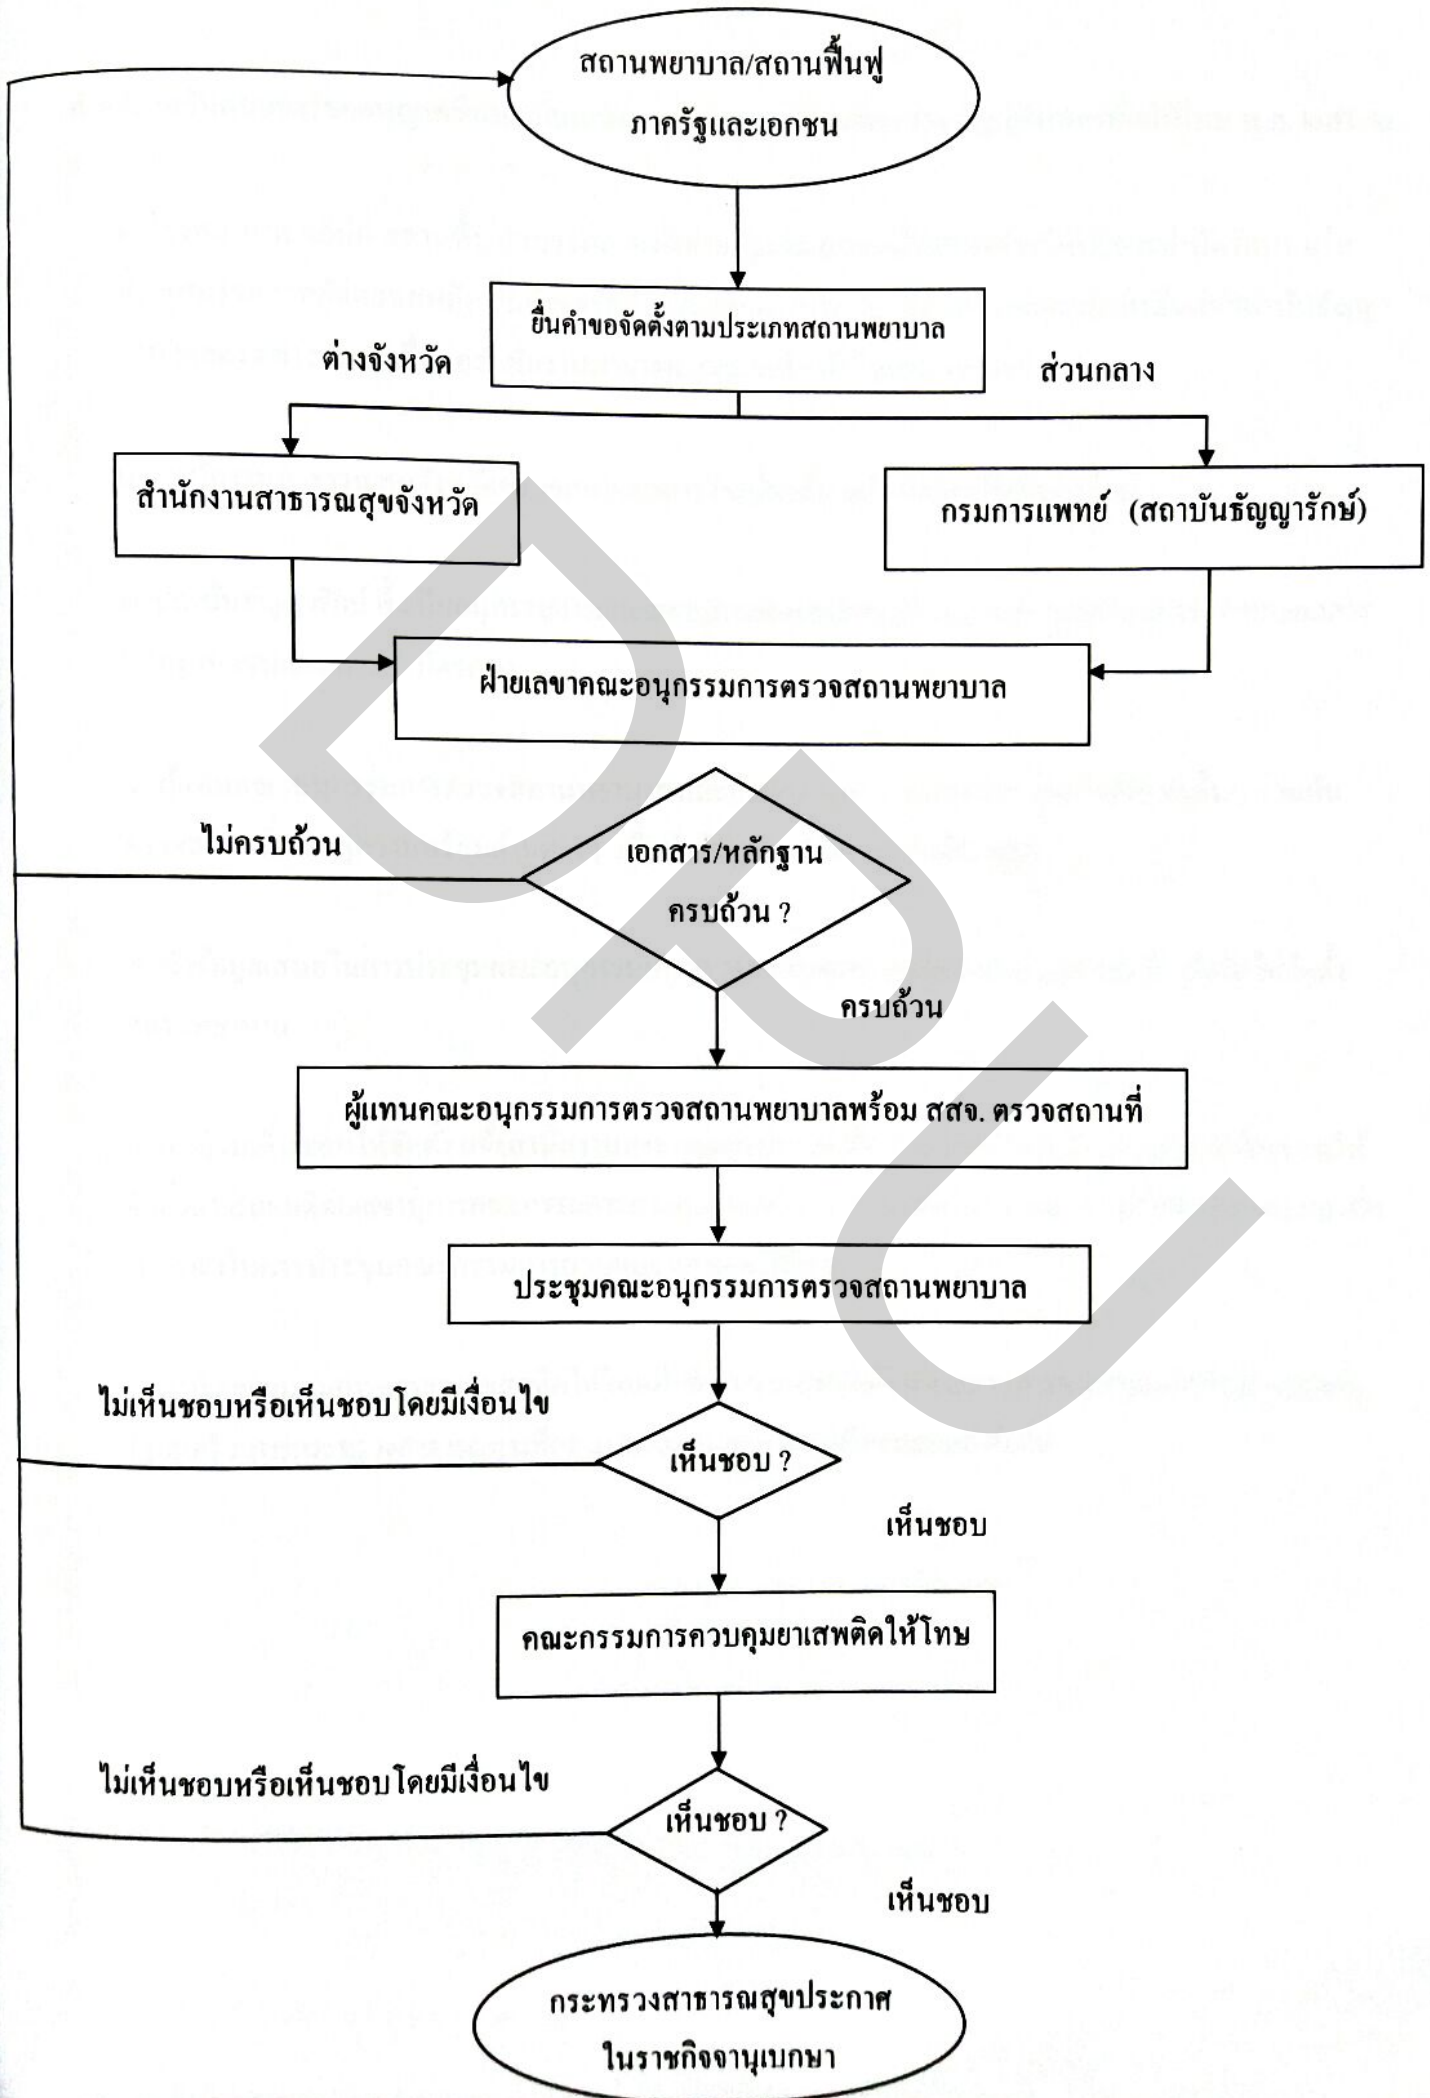 สถานพยาบาล/สถานฟื้นฟู
ภาครัฐและเอกชน
ยื่นคำขอจัดตั้งตามประเภทสถานพยาบาล
ต่างจังหวัด
ส่วนกลาง
สำนักงานสาธารณสุขจังหวัด
กรมการแพทย์ (สถาบันธัญญารักษ์)
ฝ่ายเลขาคณะอนุกรรมการตรวจสถานพยาบาล
ไม่ครบถ้วน
เอกสาร/หลักฐาน
ครบถ้วน ?
ครบถ้วน
ผู้แทนคณะอนุกรรมการตรวจสถานพยาบาลพร้อม สสจ. ตรวจสถานที่
ประชุมคณะอนุกรรมการตรวจสถานพยาบาล
ไม่เห็นชอบหรือเห็นชอบโดยมีเงื่อนไข
เห็นชอบ ?
เห็นชอบ
คณะกรรมการควบคุมยาเสพติดให้โทษ
ไม่เห็นชอบหรือเห็นชอบโดยมีเงื่อนไข
เห็นชอบ ?
เห็นชอบ
กระทรวงสาธารณสุขประกาศ
ในราชกิจจานุเบกษา
DPU